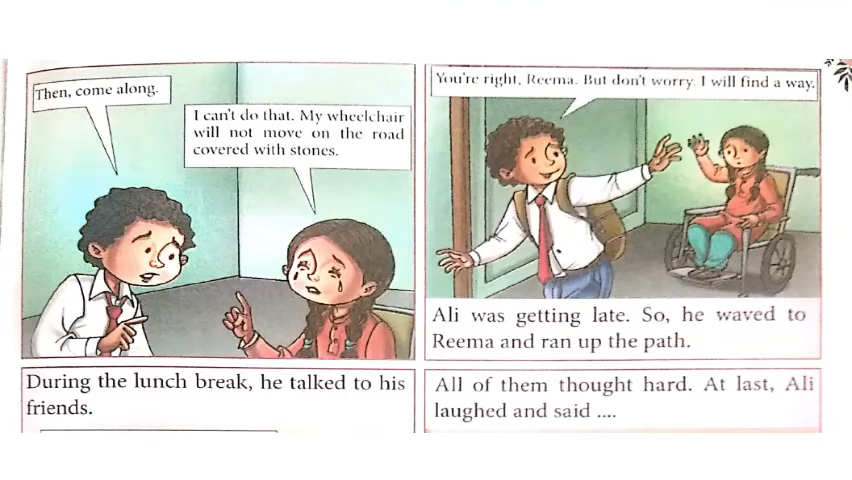 Then, come along.
I can't do that. My wheelchair
will not move on the road
covered with stones.
You're right, Reema. But don't worry. I will find a way.
Ali was getting late. So, he waved to
Reema and ran up the path.
During the lunch break, he talked to his
friends.
All of them thought hard. At last, Ali
laughed and said ....